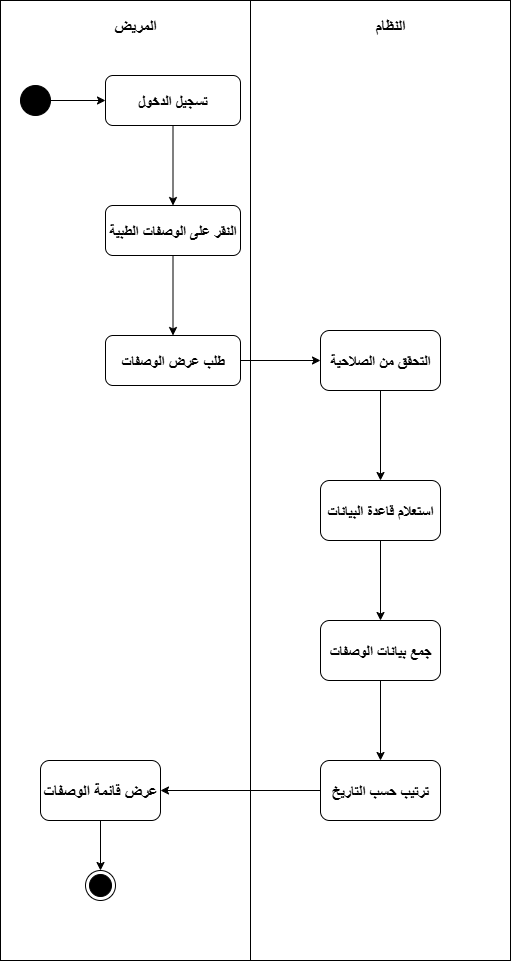 المريض
النظام
تسجيل الدخول
النقر على الوصفات الطبية
طلب عرض الوصفات
التحقق من الصلاحية
استعلام قاعدة البيانات
جمع بيانات الوصفات
ترتيب حسب التاريخ
عرض قائمة الوصفات